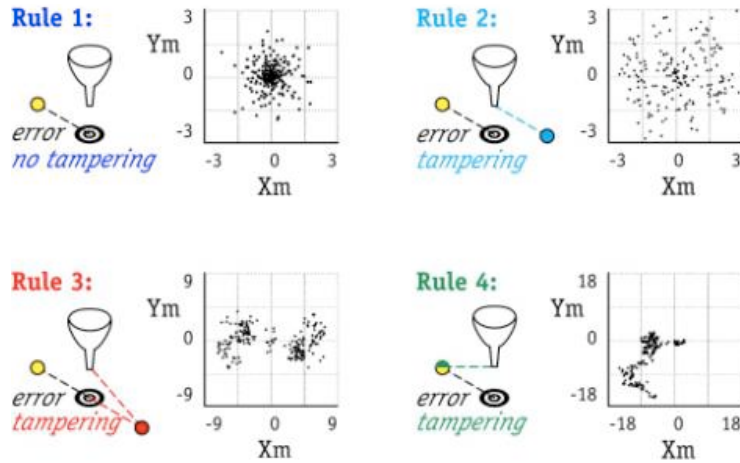 Rule 1:
error
no tampering
Ym
3
0
-3
-3 0 3
Xm
Rule 2:
error
tampering
Ym
3
0
-3
-3 0 3
Xm
Rule 3:
error
tampering
Ym
9
0
-9
-9 0 9
Xm
Rule 4:
error
tampering
Ym
18
0
-18
-18 0 18
Xm